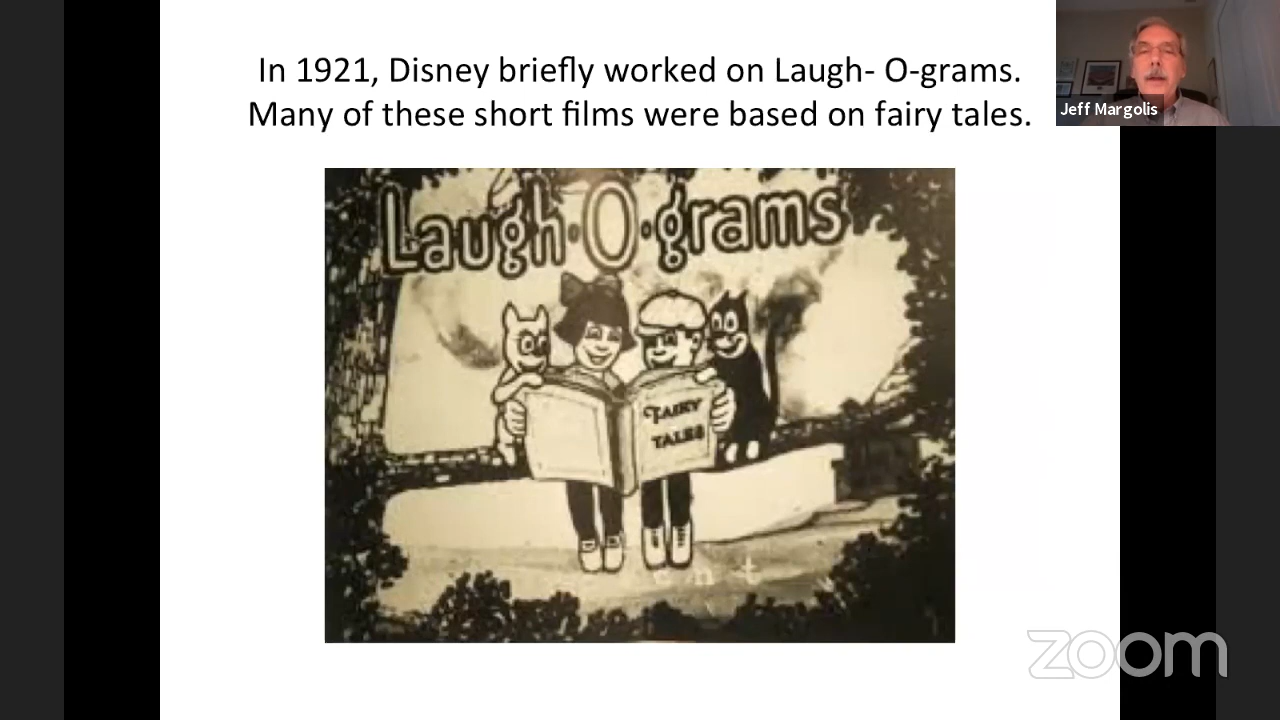 In 1921, Disney briefly worked on Laugh- O-grams.
Many of these short films were based on fairy tales.
Jeff Margolis
Laugh·O·grams
FAIRY
TALES
ent
zoom